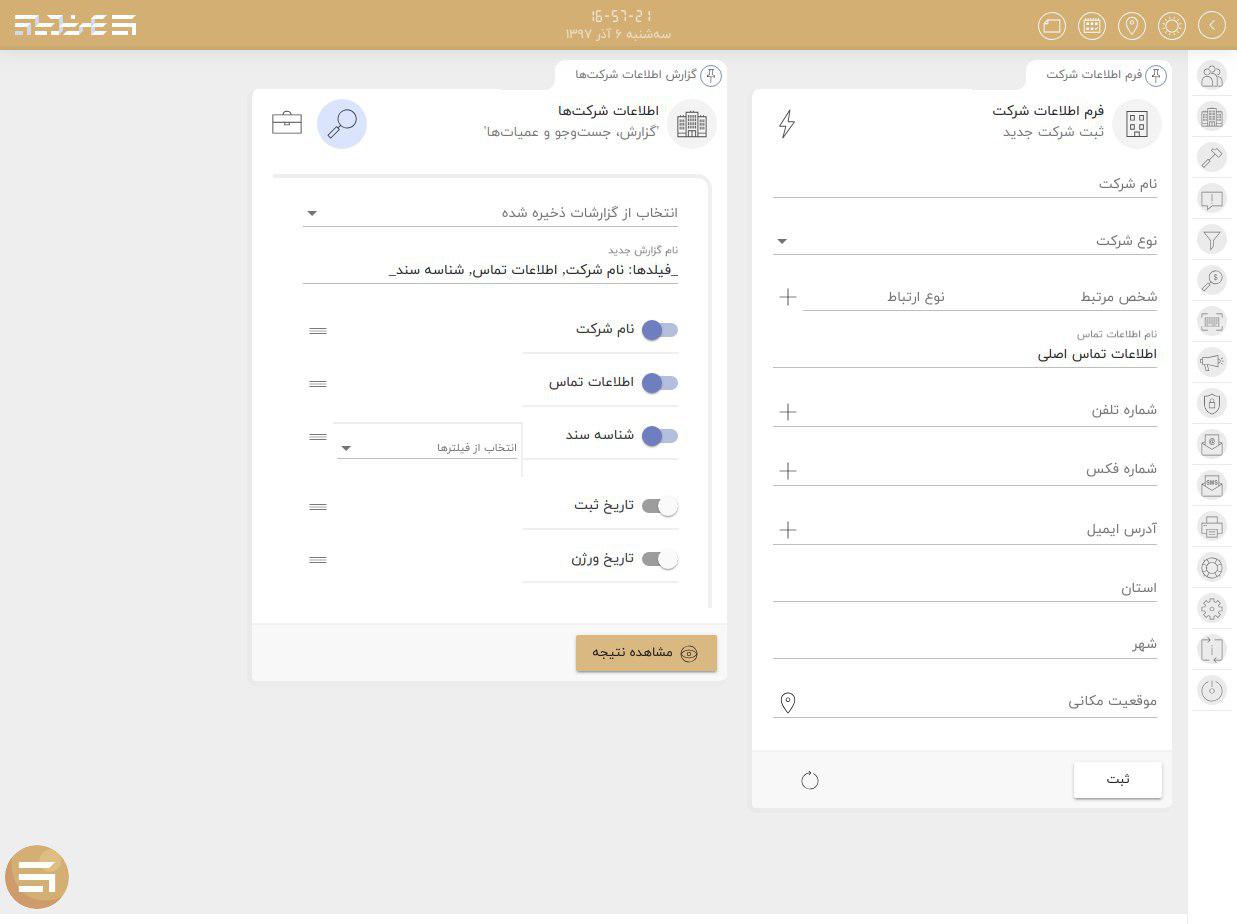 16-57-21
سه‌شنبه ۶ آذر ۱۳۹۷
فرم اطلاعات شرکت
فرم اطلاعات شرکت
ثبت شرکت جدید
نام شرکت
نوع شرکت
شخص مرتبط
نوع ارتباط
نام اطلاعات تماس
اطلاعات تماس اصلی
شماره تلفن
شماره فکس
آدرس ایمیل
استان
شهر
موقعیت مکانی
ثبت
گزارش اطلاعات شرکت‌ها
اطلاعات شرکت‌ها
'گزارش، جست‌وجو و عمیات‌ها'
انتخاب از گزارشات ذخیره شده
نام گزارش جدید
_فیلدها: نام شرکت, اطلاعات تماس, شناسه سند_
نام شرکت
اطلاعات تماس
شناسه سند
انتخاب از فیلترها
تاریخ ثبت
تاریخ ورژن
مشاهده نتیجه
SMS